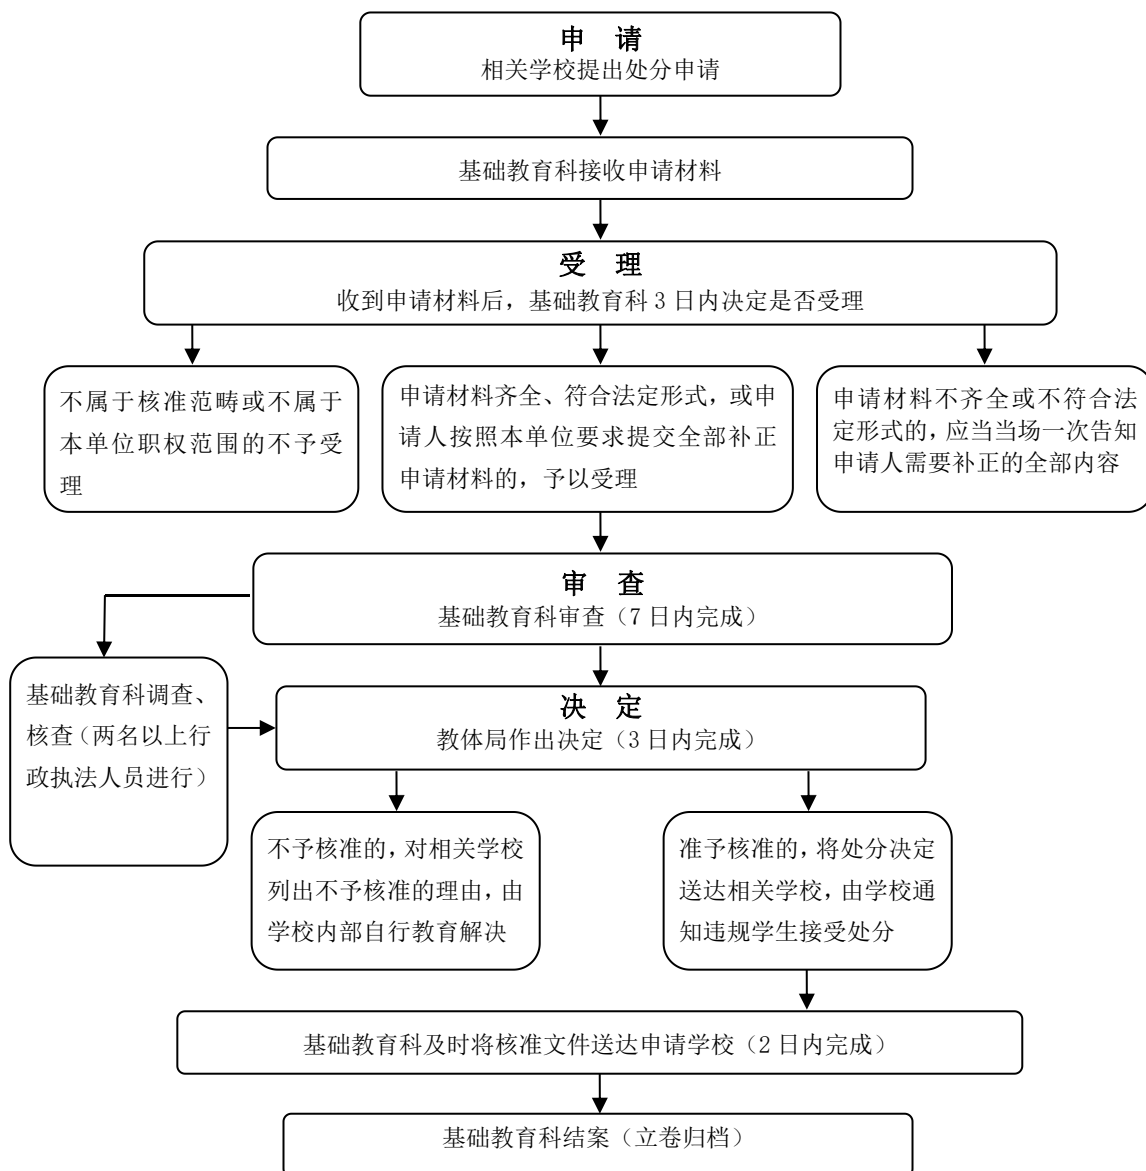 申 请
相关学校提出处分申请
基础教育科接收申请材料
受 理
收到申请材料后，基础教育科 3 日内决定是否受理
不属于核准范畴或不属于
本单位职权范围的不予受
理
申请材料齐全、符合法定形式，或申
请人按照本单位要求提交全部补正
申请材料的，予以受理
申请材料不齐全或不符合法
定形式的，应当当场一次告知
申请人需要补正的全部内容
审 查
基础教育科审查（7 日内完成）
基础教育科调查、
核查（两名以上行
政执法人员进行）
决 定
教体局作出决定（3 日内完成）
不予核准的，对相关学校
列出不予核准的理由，由
学校内部自行教育解决
准予核准的，将处分决定
送达相关学校，由学校通
知违规学生接受处分
基础教育科及时将核准文件送达申请学校（2 日内完成）
基础教育科结案（立卷归档）